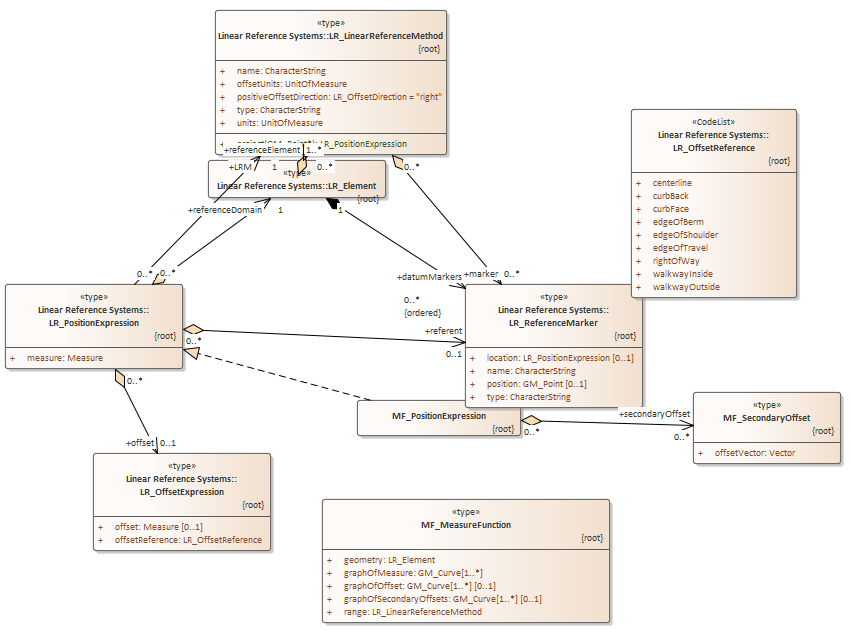 «type»
Linear Reference Systems::LR_LinearReferenceMethod
{root}
+ name: CharacterString
+ offsetUnits: UnitOfMeasure
+ positiveOffsetDirection: LR_OffsetDirection = "right"
+ type: CharacterString
+ units: UnitOfMeasure
LR_PositionExpression
+referenceElement 1..*
+LRM 1 0..*
«type»
Linear Reference Systems::LR_Element
{root}
0..*
+referenceDomain 1
1
«CodeList»
Linear Reference Systems::
LR_OffsetReference
{root}
+ centerline
+ curbBack
+ curbFace
+ edgeOfBerm
+ edgeOfShoulder
+ edgeOfTravel
+ rightOfWay
+ walkwayInside
+ walkwayOutside
0..* 0..*
+datumMarkers
0..*
{ordered}
+marker 0..*
«type»
Linear Reference Systems::
LR_PositionExpression
{root}
+ measure: Measure
0..*
+referent
0..1
«type»
Linear Reference Systems::
LR_ReferenceMarker
{root}
+ location: LR_PositionExpression [0..1]
+ name: CharacterString
+ position: GM_Point [0..1]
+ type: CharacterString
0..*
+offset 0..1
MF_PositionExpression
{root}
0..*
+secondaryOffset
0..*
«type»
MF_SecondaryOffset
{root}
+ offsetVector: Vector
«type»
Linear Reference Systems::
LR_OffsetExpression
{root}
+ offset: Measure [0..1]
+ offsetReference: LR_OffsetReference
«type»
MF_MeasureFunction
{root}
+ geometry: LR_Element
+ graphOfMeasure: GM_Curve[1..*]
+ graphOfOffset: GM_Curve[1..*] [0..1]
+ graphOfSecondaryOffsets: GM_Curve[1..*] [0..1]
+ range: LR_LinearReferenceMethod